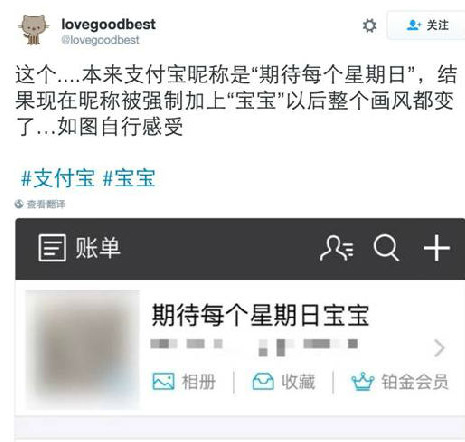 lovegoodbest
@lovegoodbest
关注
这个....本来支付宝昵称是“期待每个星期日”，结
果现在昵称被强制加上“宝宝”以后整个画风都变
了...如图自行感受
#支付宝 #宝宝
查看翻译
账单
期待每个星期日宝宝
相册 收藏 铂金会员